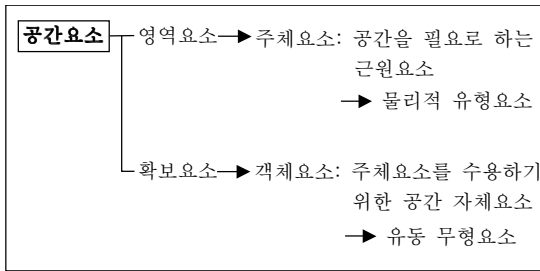 공간요소 영역요소 주체요소: 공간을 필요로 하는
근원요소
물리적 유형요소
확보요소 객체요소: 주체요소를 수용하기
위한 공간 자체요소
유동 무형요소